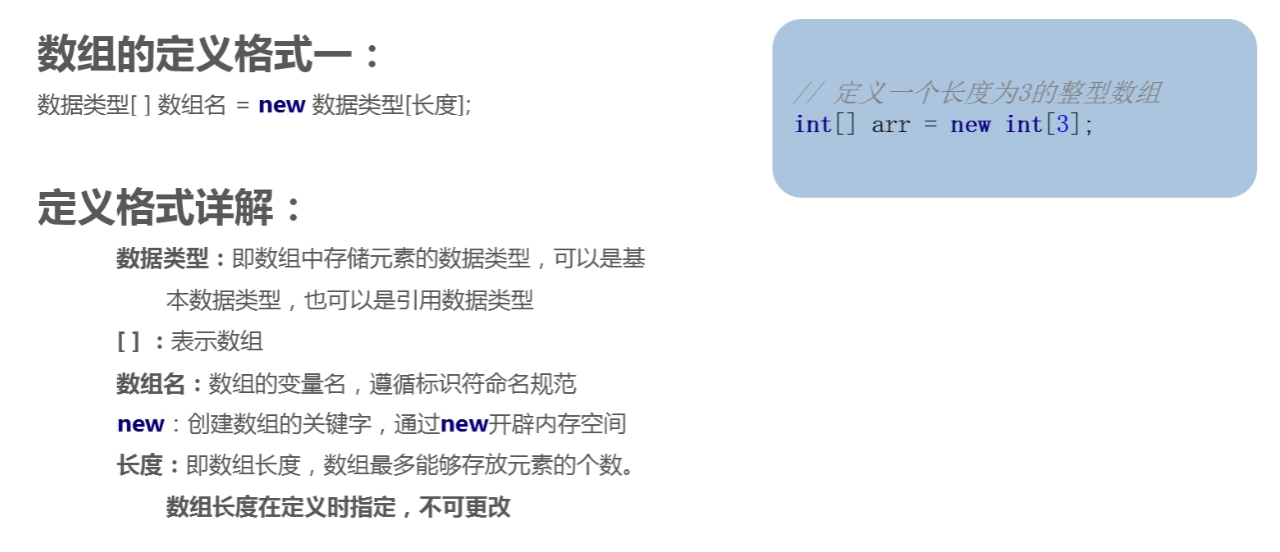 数组的定义格式一：
数据类型[ ] 数组名 = new 数据类型[长度];
// 定义一个长度为3的整型数组
int[] arr = new int[3];
定义格式详解：
数据类型：即数组中存储元素的数据类型，可以是基
本数据类型，也可以是引用数据类型
[ ] ：表示数组
数组名：数组的变量名，遵循标识符命名规范
new：创建数组的关键字，通过new开辟内存空间
长度：即数组长度，数组最多能够存放元素的个数。
数组长度在定义时指定，不可更改